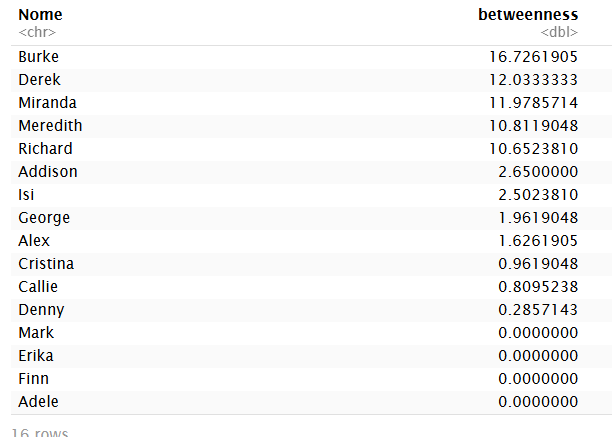 Nome betweenness
<chr> <dbl>
Burke 16.7261905
Derek 12.0333333
Miranda 11.9785714
Meredith 10.8119048
Richard 10.6523810
Addison 2.6500000
Isi 2.5023810
George 1.9619048
Alex 1.6261905
Cristina 0.9619048
Callie 0.8095238
Denny 0.2857143
Mark 0.0000000
Erika 0.0000000
Finn 0.0000000
Adele 0.0000000
16 rows